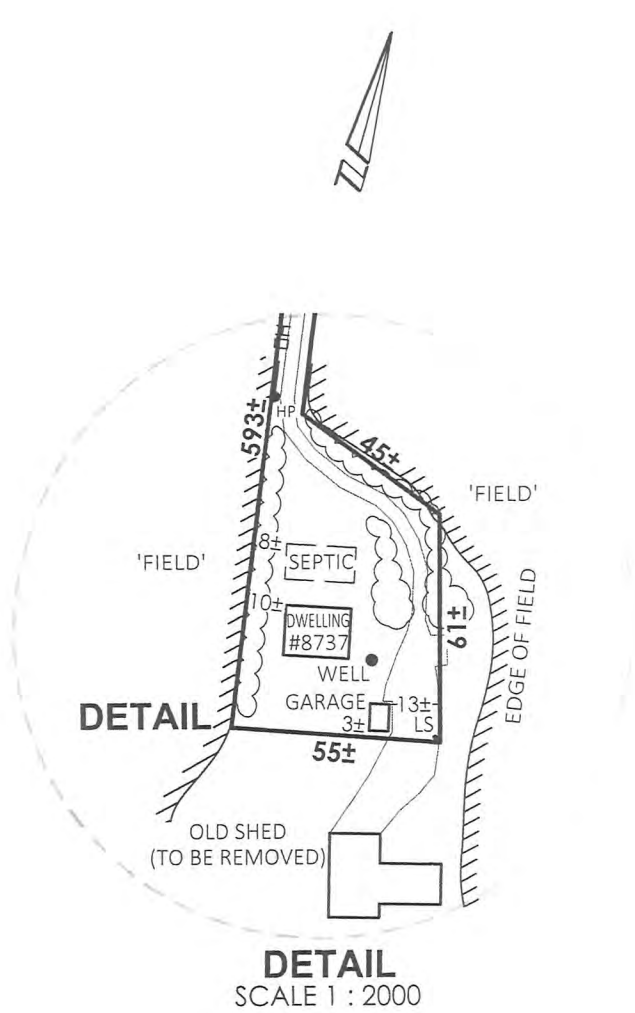 HP
593±
45±
'FIELD'
'FIELD'
8±
SEPTIC
10±
DWELLING
#8737
61±
EDGE OF FIELD
WELL
GARAGE
13±
3±
LS
DETAIL
55±
OLD SHED
(TO BE REMOVED)
DETAIL
SCALE 1 : 2000